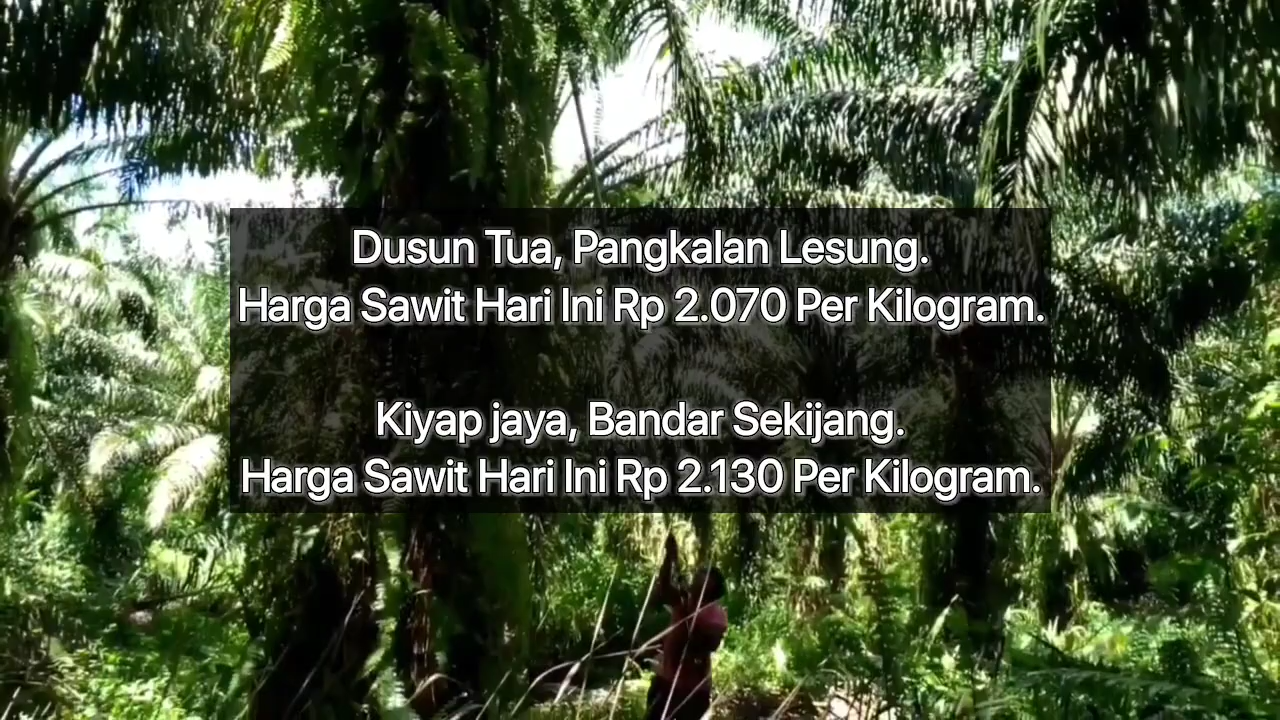 Dusun Tua, Pangkalan Lesung.
Harga Sawit Hari Ini Rp 2.070 Per Kilogram.
Kiyap jaya, Bandar Sekijang.
Harga Sawit Hari Ini Rp 2.130 Per Kilogram.